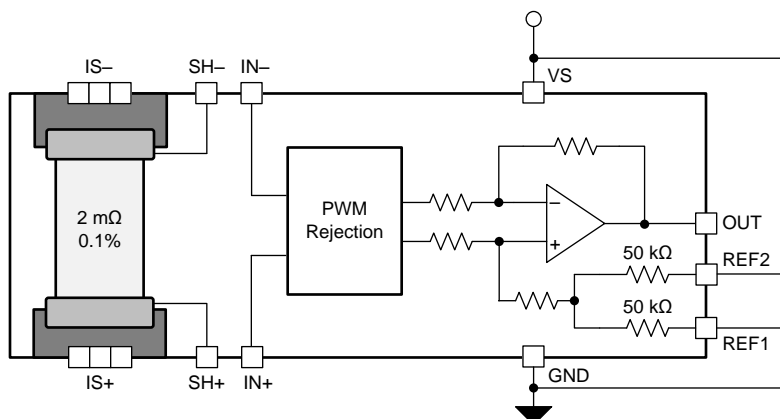 IS–
SH–
IN–
VS
2 mΩ
0.1%
PWM
Rejection
–
+
OUT
50 kΩ
REF2
50 kΩ
REF1
IS+
SH+
IN+
GND